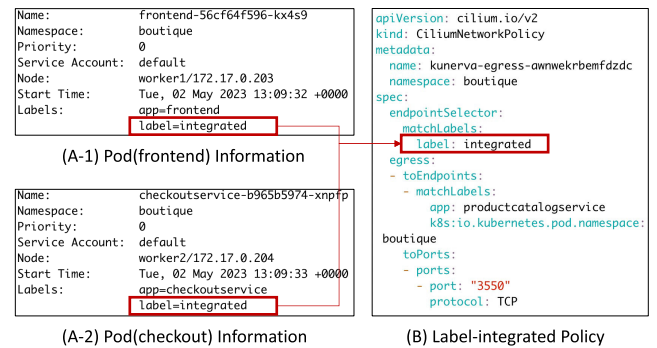 Name: frontend-56cf64f596-kx4s9
Namespace: boutique
Priority: 0
Service Account: default
Node: worker1/172.17.0.203
Start Time: Tue, 02 May 2023 13:09:32 +0000
Labels: app=frontend
label=integrated
(A-1) Pod(frontend) Information
Name: checkoutservice-b965b5974-xnpfp
Namespace: boutique
Priority: 0
Service Account: default
Node: worker2/172.17.0.204
Start Time: Tue, 02 May 2023 13:09:33 +0000
Labels: app=checkoutservice
label=integrated
(A-2) Pod(checkout) Information
apiVersion: cilium.io/v2
kind: CiliumNetworkPolicy
metadata:
name: kunerva-egress-awnwekrbemfdzdc
namespace: boutique
spec:
endpointSelector:
matchLabels:
label: integrated
egress:
- toEndpoints:
- matchLabels:
app: productcatalogservice
k8s:io.kubernetes.pod.namespace:
boutique
toPorts:
- ports:
- port: "3550"
protocol: TCP
(B) Label-integrated Policy